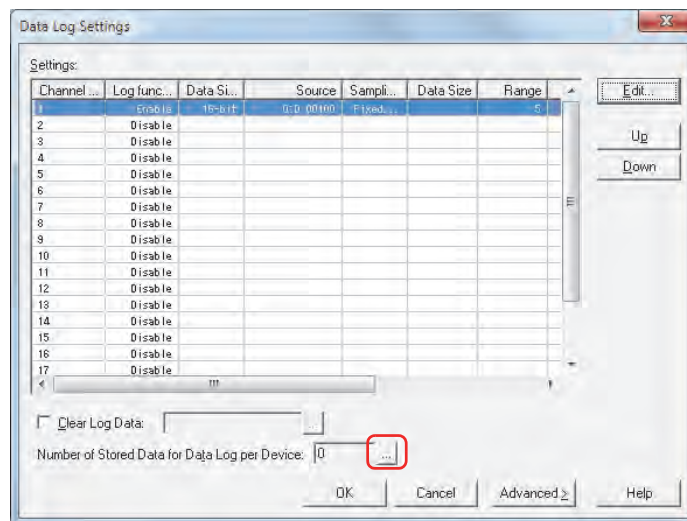 Data Log Settings
Settings:
Channel ... Log func... Data Si... Source Sampli... Data Size Range
1 Enable 16-bit Fixed... 5
2 Disable
3 Disable
4 Disable
5 Disable
6 Disable
7 Disable
8 Disable
9 Disable
10 Disable
11 Disable
12 Disable
13 Disable
14 Disable
15 Disable
16 Disable
17 Disable
Edit...
Up
Down
Clear Log Data: ...
Number of Stored Data for Data Log per Device: 0 ...
OK Cancel Advanced ≥ Help